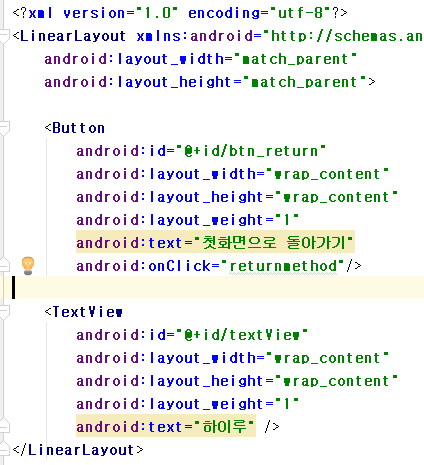 <?xml version="1.0" encoding="utf-8"?>
<LinearLayout xmlns:android="http://schemas.an
android:layout_width="match_parent"
android:layout_height="match_parent">
<Button
android:id="@+id/btn_return"
android:layout_width="wrap_content"
android:layout_height="wrap_content"
android:layout_weight="1"
android:text="첫화면으로 돌아가기"
android:onClick="returnmethod"/>
<TextView
android:id="@+id/textView"
android:layout_width="wrap_content"
android:layout_height="wrap_content"
android:layout_weight="1"
android:text="하이루" />
</LinearLayout>